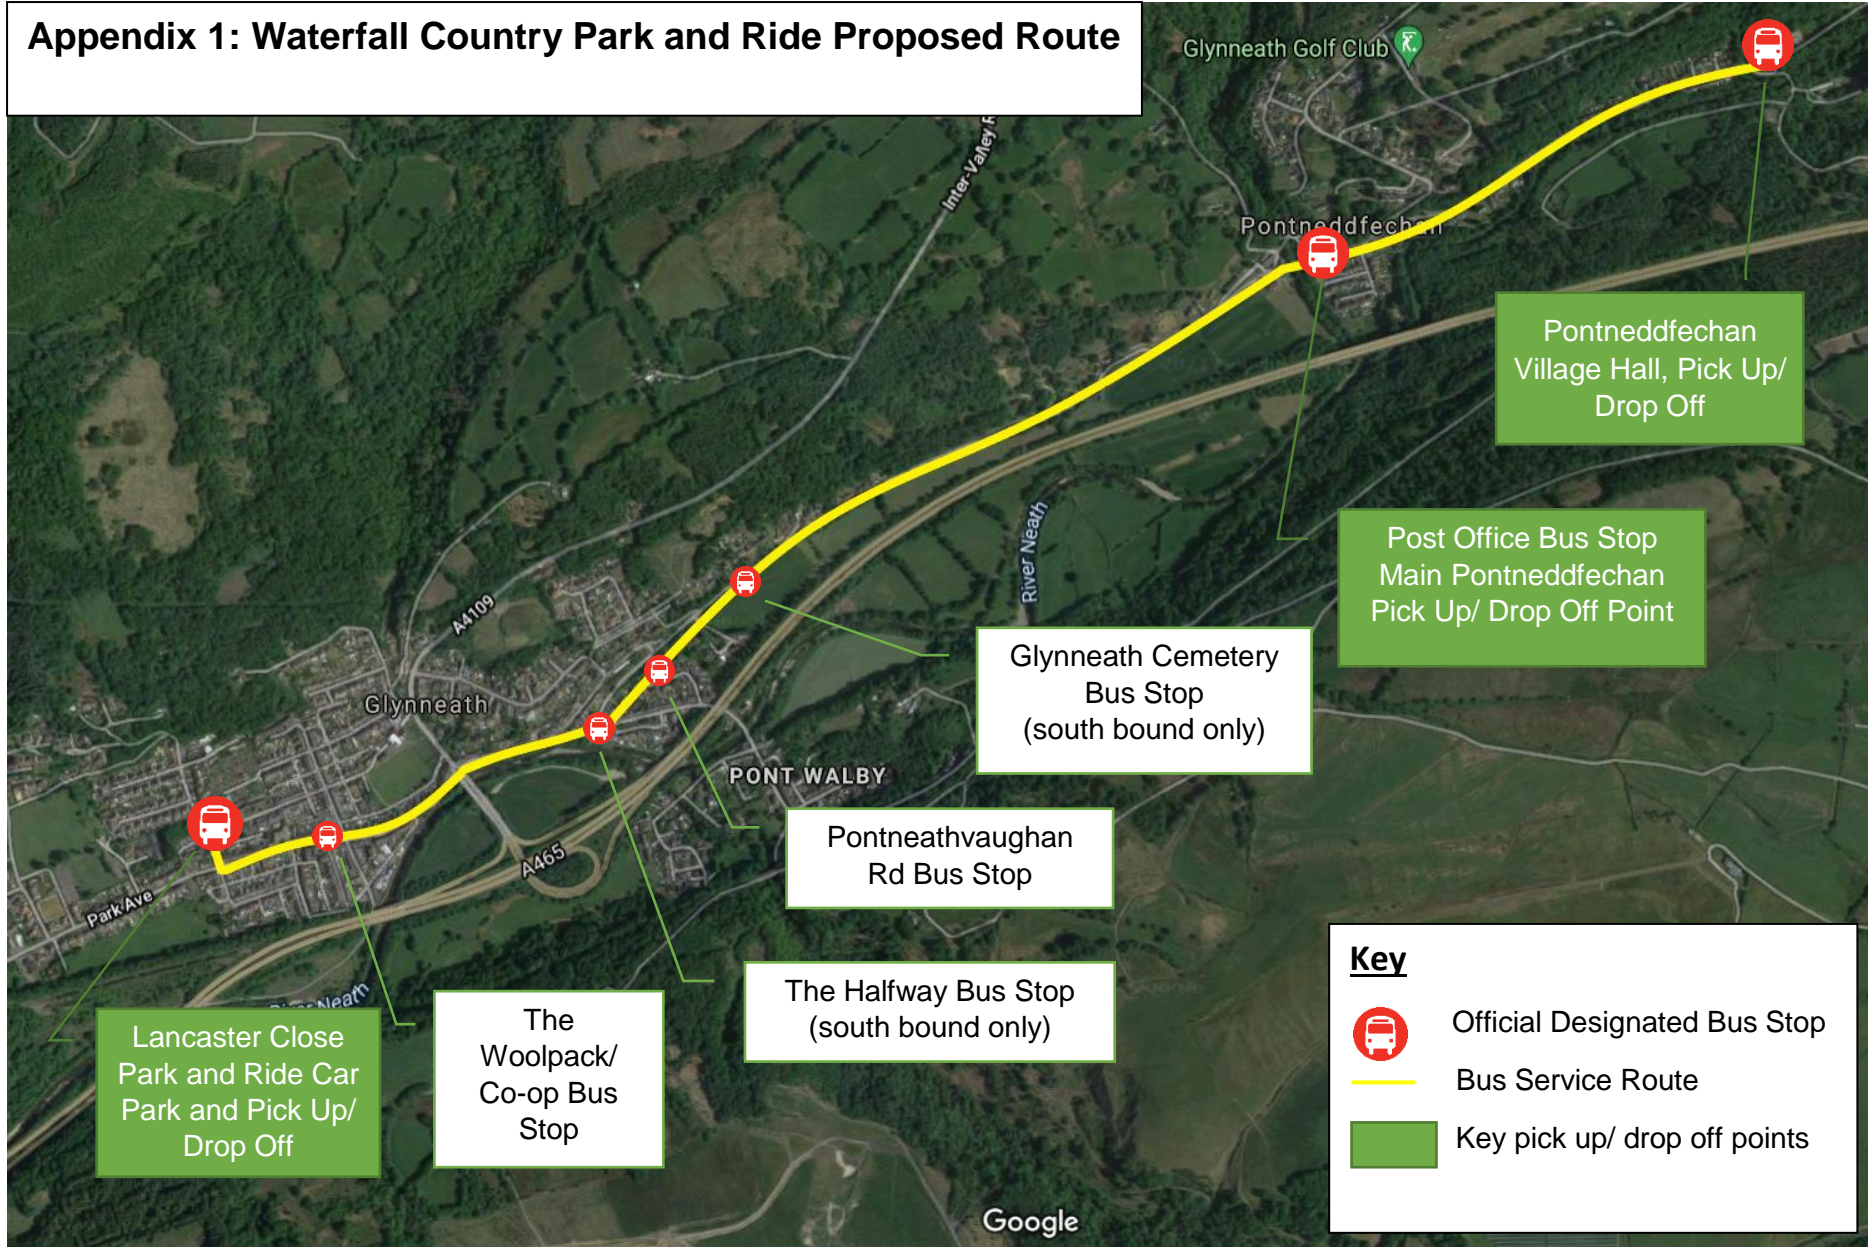 Appendix 1: Waterfall Country Park and Ride Proposed Route
Glynneath Golf Club
Inter-Valley R
Pontneddfechan
Pontneddfechan
Village Hall, Pick Up/
Drop Off
Post Office Bus Stop
Main Pontneddfechan
Pick Up/ Drop Off Point
River Neath
A4109
Glynneath Cemetery
Bus Stop
(south bound only)
Glynneath
PONT WALBY
Pontneathvaughan
Rd Bus Stop
A465
Park Ave
The Halfway Bus Stop
(south bound only)
River Neath
Lancaster Close
Park and Ride Car
Park and Pick Up/
Drop Off
The
Woolpack/
Co-op Bus
Stop
Key
Official Designated Bus Stop
Bus Service Route
Key pick up/ drop off points
Google